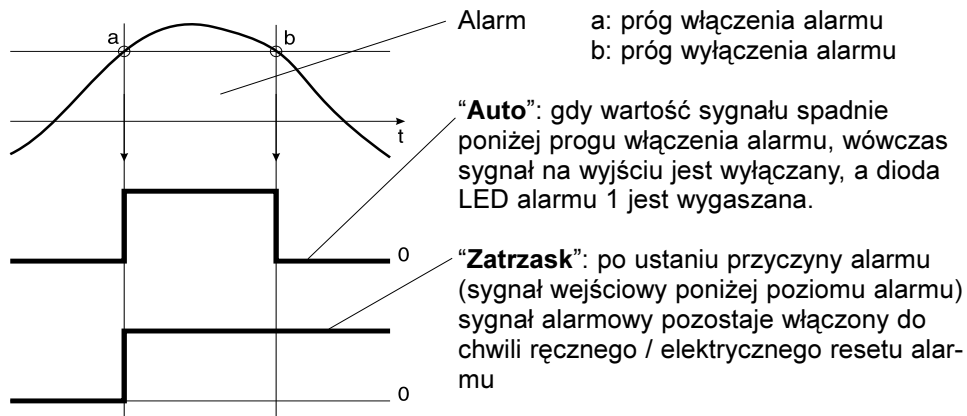 a
b
t
0
0
Alarm a: próg włączenia alarmu
b: próg wyłączenia alarmu
“Auto”: gdy wartość sygnału spadnie
poniżej progu włączenia alarmu, wówczas
sygnał na wyjściu jest wyłączany, a dioda
LED alarmu 1 jest wygaszana.
“Zatrzask”: po ustaniu przyczyny alarmu
(sygnał wejściowy poniżej poziomu alarmu)
sygnał alarmowy pozostaje włączony do
chwili ręcznego / elektrycznego resetu alar-
mu